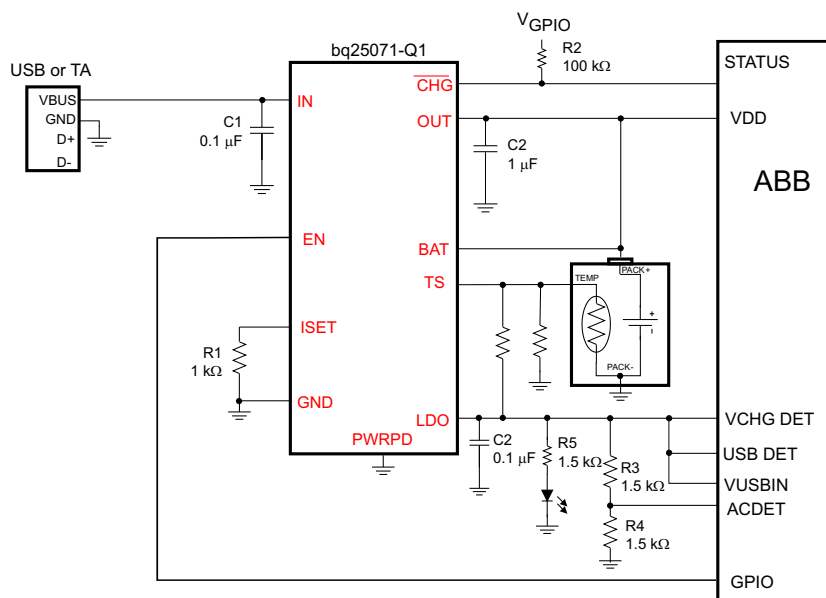 bq25071-Q1
USB or TA
VBUS
GND
D+
D-
C1
0.1 μF
IN
EN
ISET
GND
R1
1 kΩ
PWRPD
CHG
OUT
BAT
TS
LDO
VGPIO
R2
100 kΩ
C2
1 μF
TEMP
PACK+
+
-
PACK-
C2
0.1 μF
R5
1.5 kΩ
R3
1.5 kΩ
R4
1.5 kΩ
STATUS
VDD
ABB
VCHG DET
USB DET
VUSBIN
ACDET
GPIO